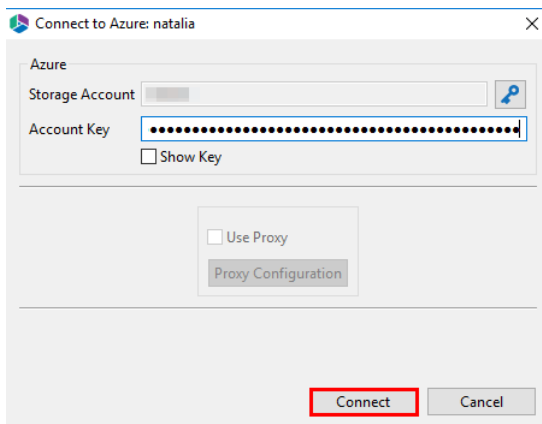 Connect to Azure: natalia
Azure
Storage Account
Account Key ●●●●●●●●●●●●●●●●●●●●●●●●●●●●●●●●●●●●●●●●●●●●
Show Key
Use Proxy
Proxy Configuration
Connect Cancel